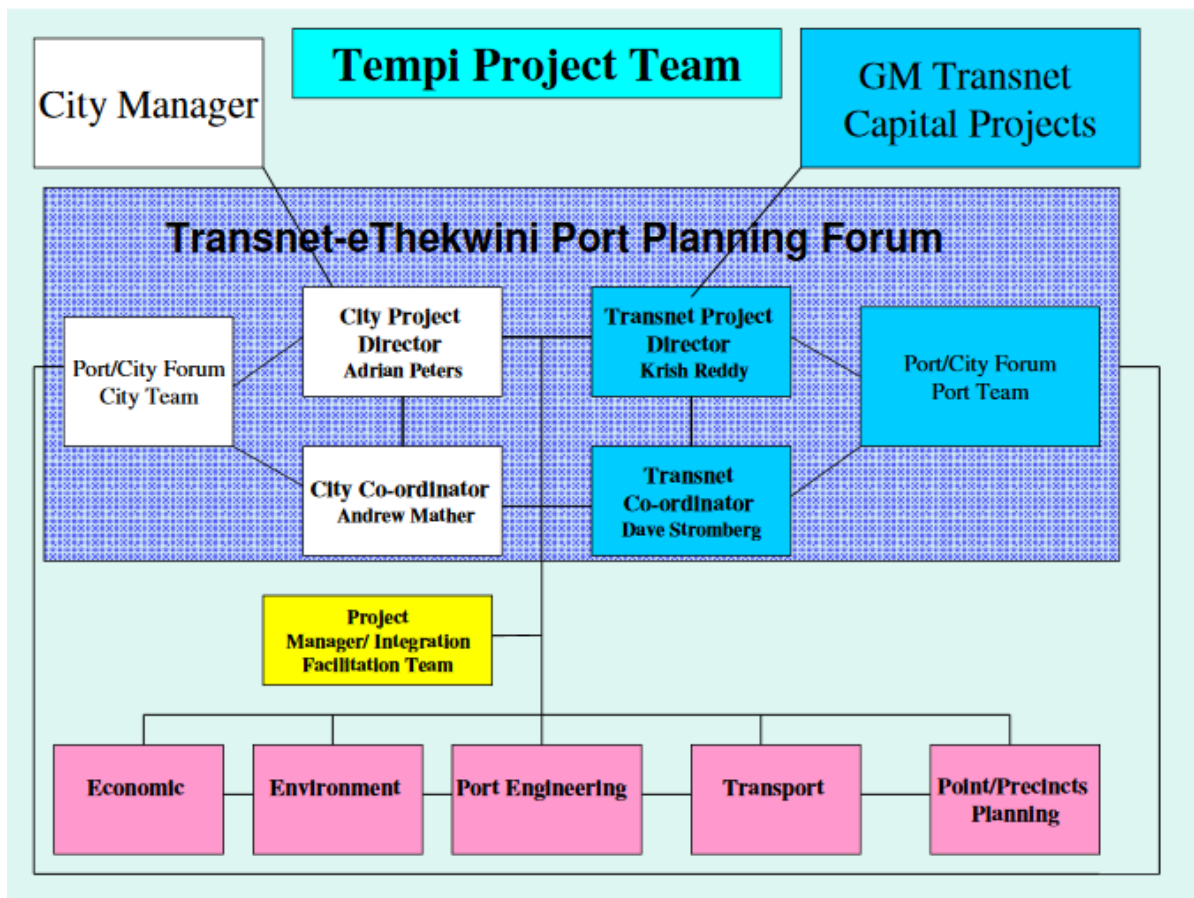 Tempi Project Team
City Manager
GM Transnet
Capital Projects
Transnet-eThekwini Port Planning Forum
City Project
Director
Adrian Peters
Transnet Project
Director
Krish Reddy
Port/City Forum
City Team
Port/City Forum
Port Team
City Co-ordinator
Andrew Mather
Transnet
Co-ordinator
Dave Stromberg
Project
Manager/ Integration
Facilitation Team
Economic
Environment
Port Engineering
Transport
Point/Precincts
Planning